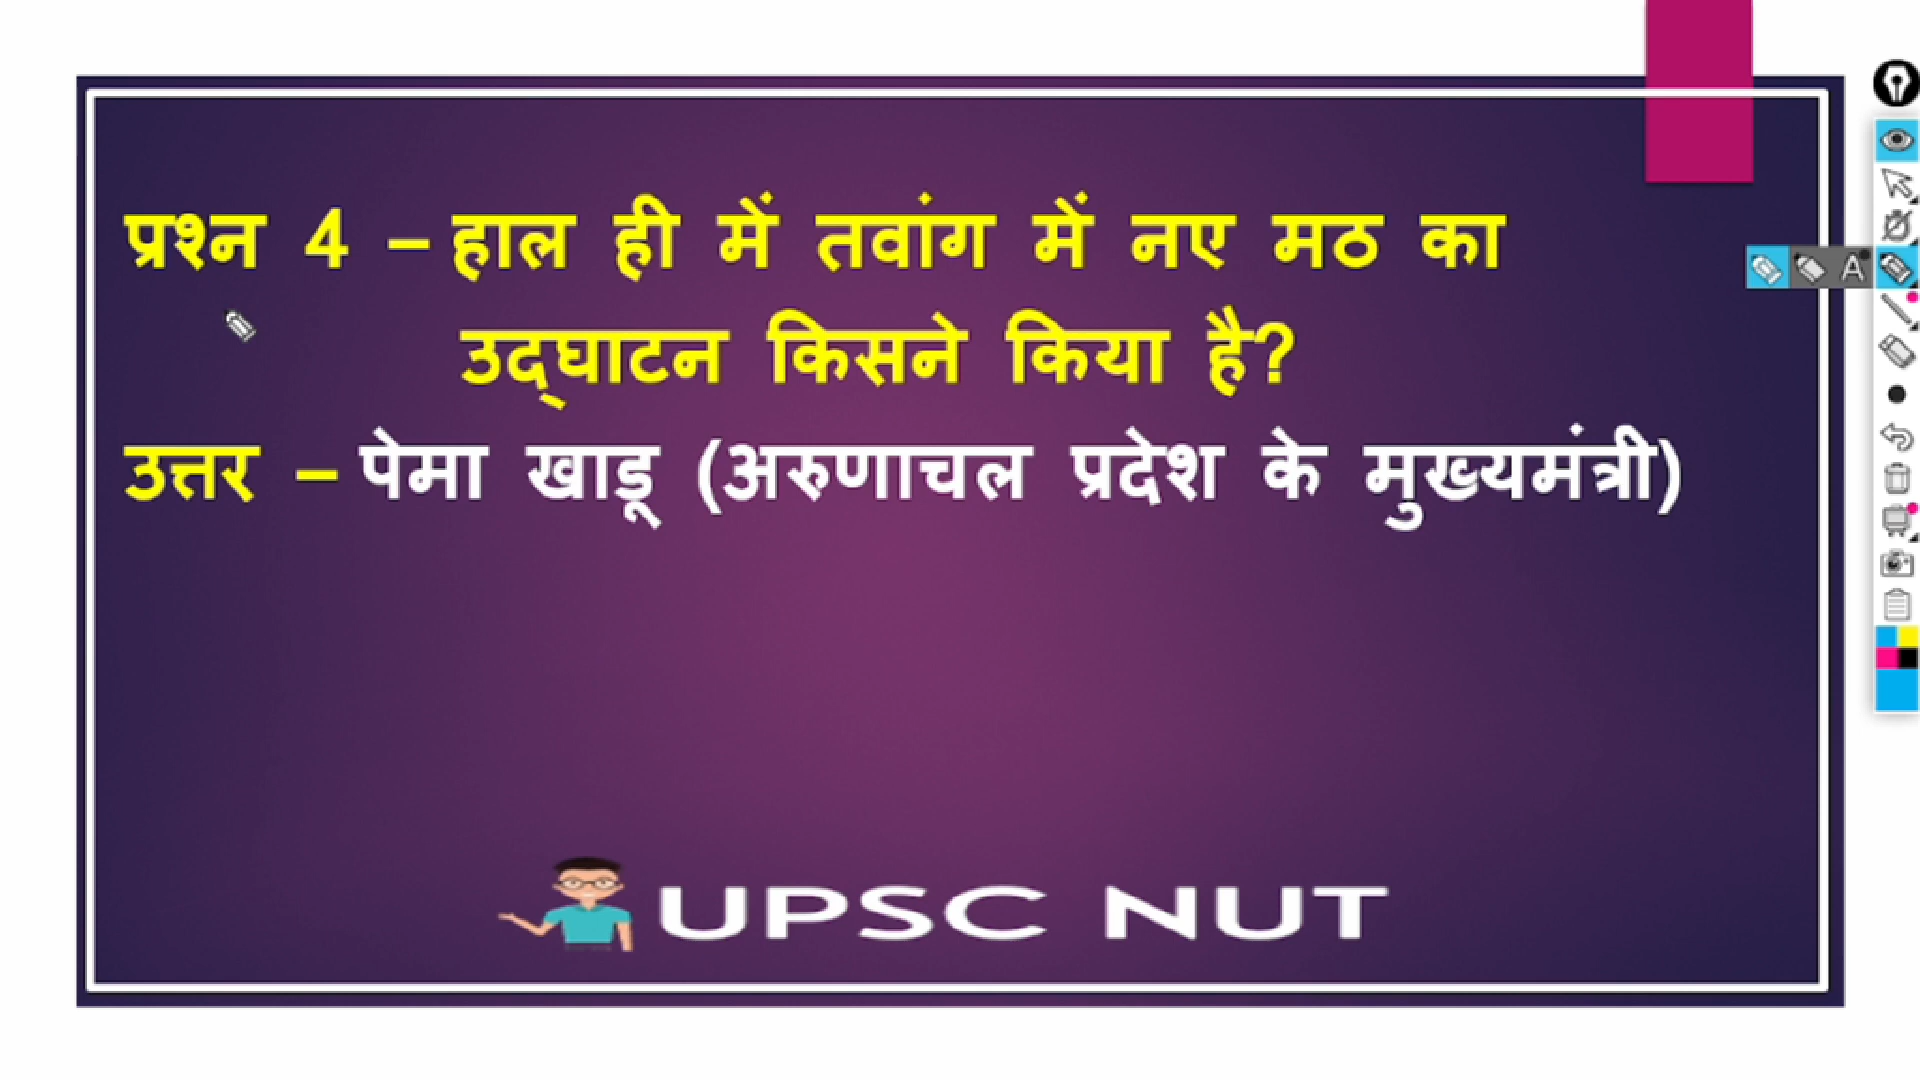 प्रश्न 4 – हाल ही में तवांग में नए मठ का
उद्घाटन किसने किया है?
उत्तर – पेमा खाडू (अरुणाचल प्रदेश के मुख्यमंत्री)
UPSC NUT
A